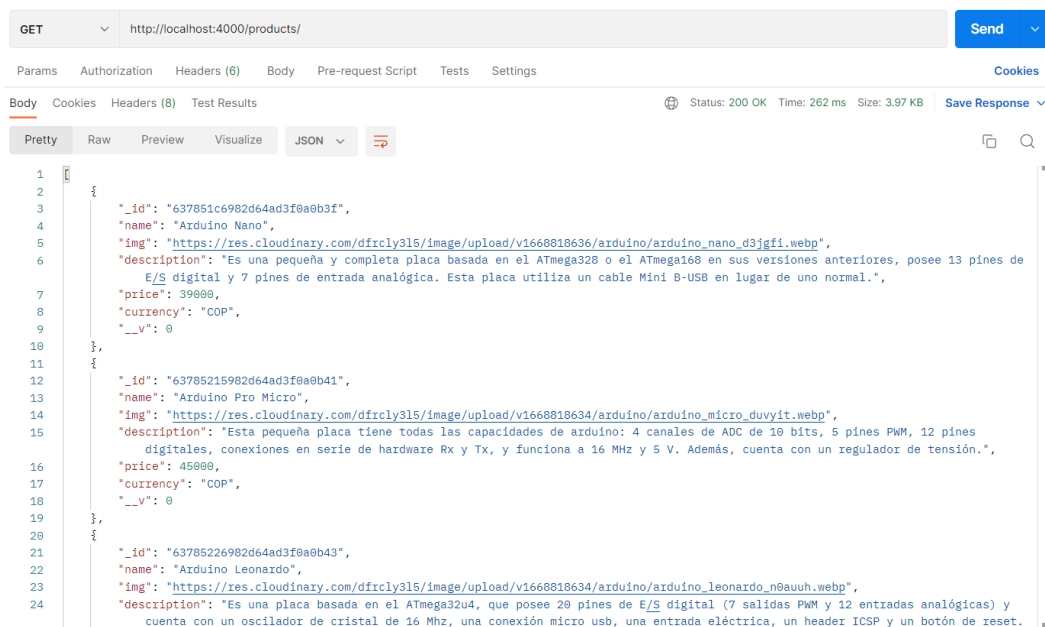 GET http://localhost:4000/products/ Send
Params Authorization Headers (6) Body Pre-request Script Tests Settings Cookies
Body Cookies Headers (8) Test Results Status: 200 OK Time: 262 ms Size: 3.97 KB Save Response
Pretty Raw Preview Visualize JSON
1 [
2 {
3 "_id": "637851c6982d64ad3f0a0b3f",
4 "name": "Arduino Nano",
5 "img": "https://res.cloudinary.com/dfrcly3l5/image/upload/v1668818636/arduino/arduino_nano_d3jgfi.webp",
6 "description": "Es una pequeña y completa placa basada en el ATmega328 o el ATmega168 en sus versiones anteriores, posee 13 pines de
E/S digital y 7 pines de entrada analógica. Esta placa utiliza un cable Mini B-USB en lugar de uno normal.",
7 "price": 39000,
8 "currency": "COP",
9 "__v": 0
10 },
11 {
12 "_id": "63785215982d64ad3f0a0b41",
13 "name": "Arduino Pro Micro",
14 "img": "https://res.cloudinary.com/dfrcly3l5/image/upload/v1668818634/arduino/arduino_micro_duvyit.webp",
15 "description": "Esta pequeña placa tiene todas las capacidades de arduino: 4 canales de ADC de 10 bits, 5 pines PWM, 12 pines
digitales, conexiones en serie de hardware Rx y Tx, y funciona a 16 MHz y 5 V. Además, cuenta con un regulador de tensión.",
16 "price": 45000,
17 "currency": "COP",
18 "__v": 0
19 },
20 {
21 "_id": "63785226982d64ad3f0a0b43",
22 "name": "Arduino Leonardo",
23 "img": "https://res.cloudinary.com/dfrcly3l5/image/upload/v1668818634/arduino/arduino_leonardo_n0auuh.webp",
24 "description": "Es una placa basada en el ATmega32u4, que posee 20 pines de E/S digital (7 salidas PWM y 12 entradas analógicas) y
cuenta con un oscilador de cristal de 16 Mhz, una conexión micro usb, una entrada eléctrica, un header ICSP y un botón de reset.